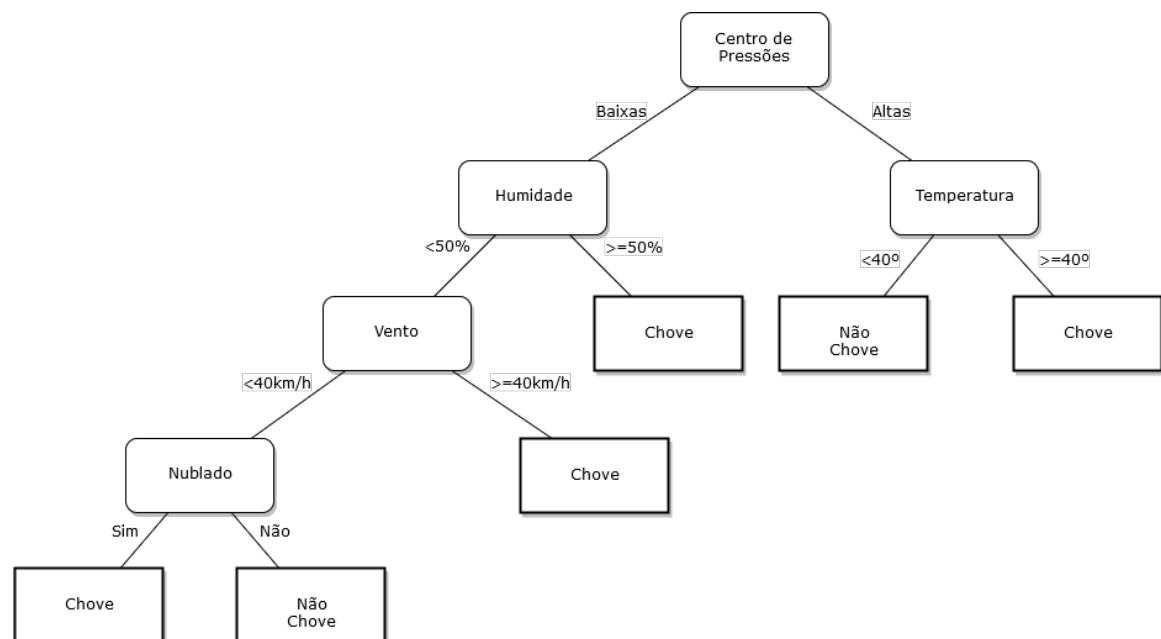 Centro de
Pressões
Baixas
Altas
Humidade
Temperatura
<50%
>=50%
<40º
>=40º
Vento
Chove
Não
Chove
Chove
<40km/h
>=40km/h
Nublado
Chove
Sim
Não
Chove
Não
Chove